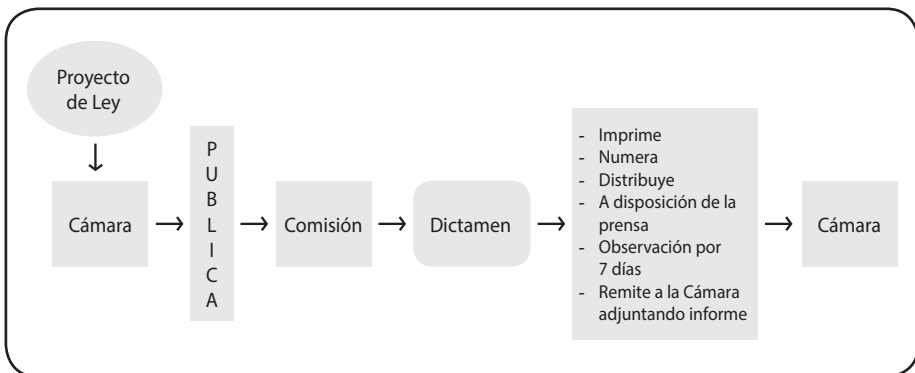 Proyecto
de Ley
Cámara
P
U
B
L
I
C
A
Comisión
Dictamen
- Imprime
- Numera
- Distribuye
- A disposición de la
prensa
- Observación por
7 días
- Remite a la Cámara
adjuntando informe
Cámara